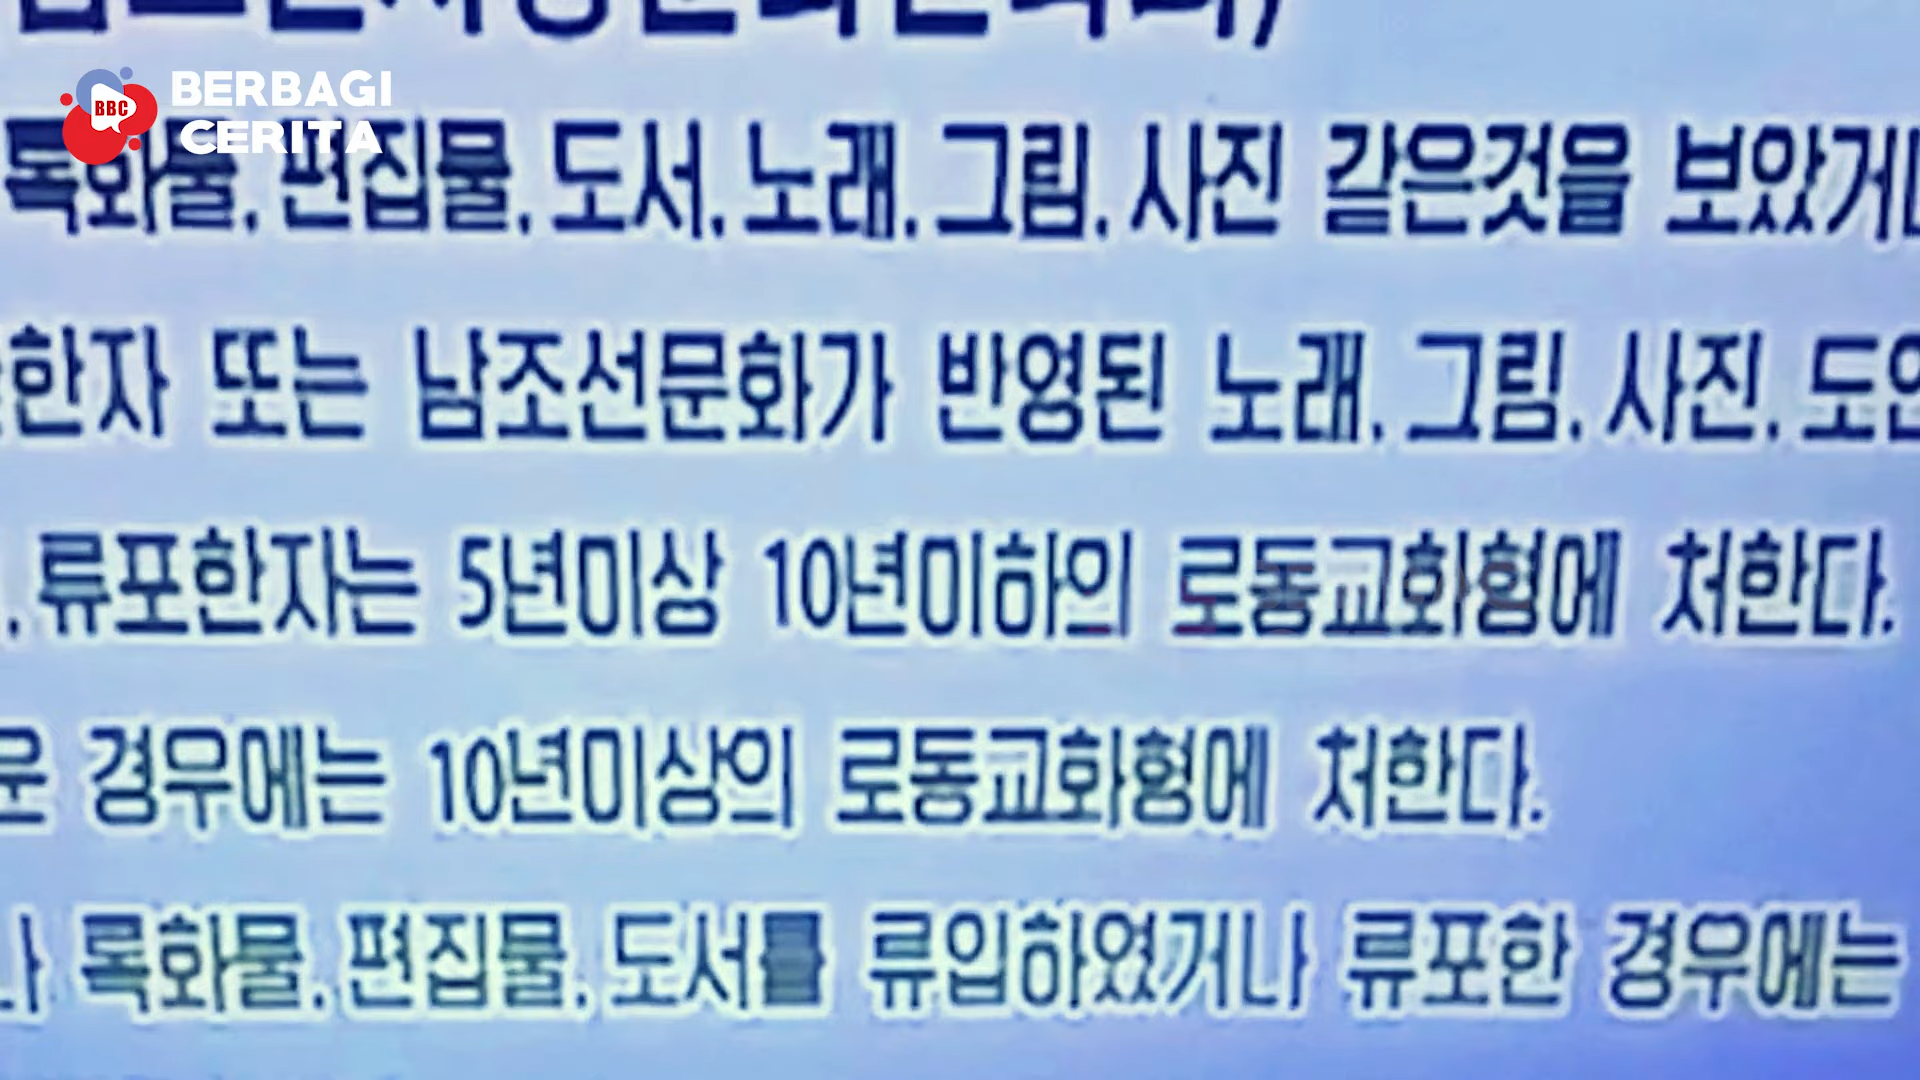 BBC
BERBAGI
CERITA
록화물, 편집물, 도서, 노래, 그림, 사진 같은것을 보았거나
한자 또는 남조선문화가 반영된 노래, 그림, 사진, 도안
, 류포한자는 5년이상 10년이하의 로동교화형에 처한다.
운 경우에는 10년이상의 로동교화형에 처한다.
나 록화물, 편집물, 도서를 류입하였거나 류포한 경우에는